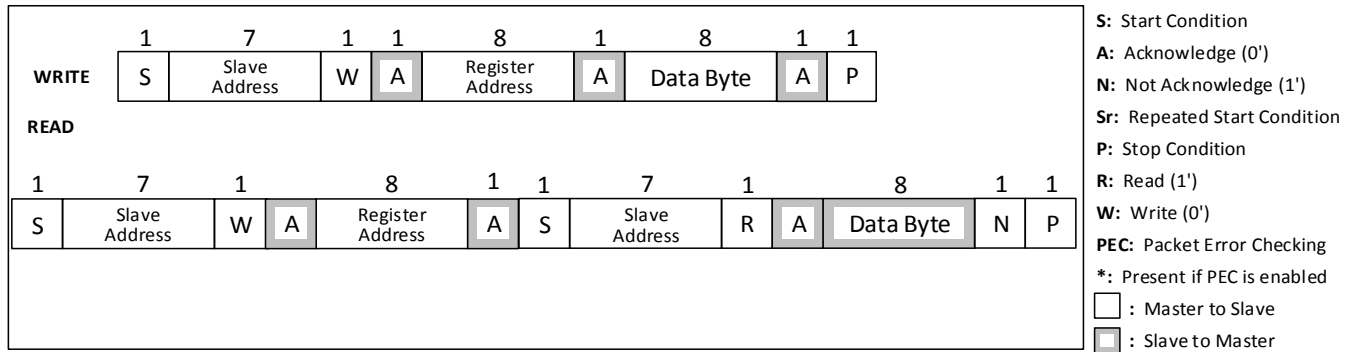 1 7 1 1 8 1 8 1 1
WRITE S Slave Address W A Register Address A Data Byte A P
READ
1 7 1 8 1 1 7 1 8 1 1
S Slave Address W A Register Address A S Slave Address R A Data Byte N P
S: Start Condition
A: Acknowledge (0')
N: Not Acknowledge (1')
Sr: Repeated Start Condition
P: Stop Condition
R: Read (1')
W: Write (0')
PEC: Packet Error Checking
*: Present if PEC is enabled
: Master to Slave
: Slave to Master